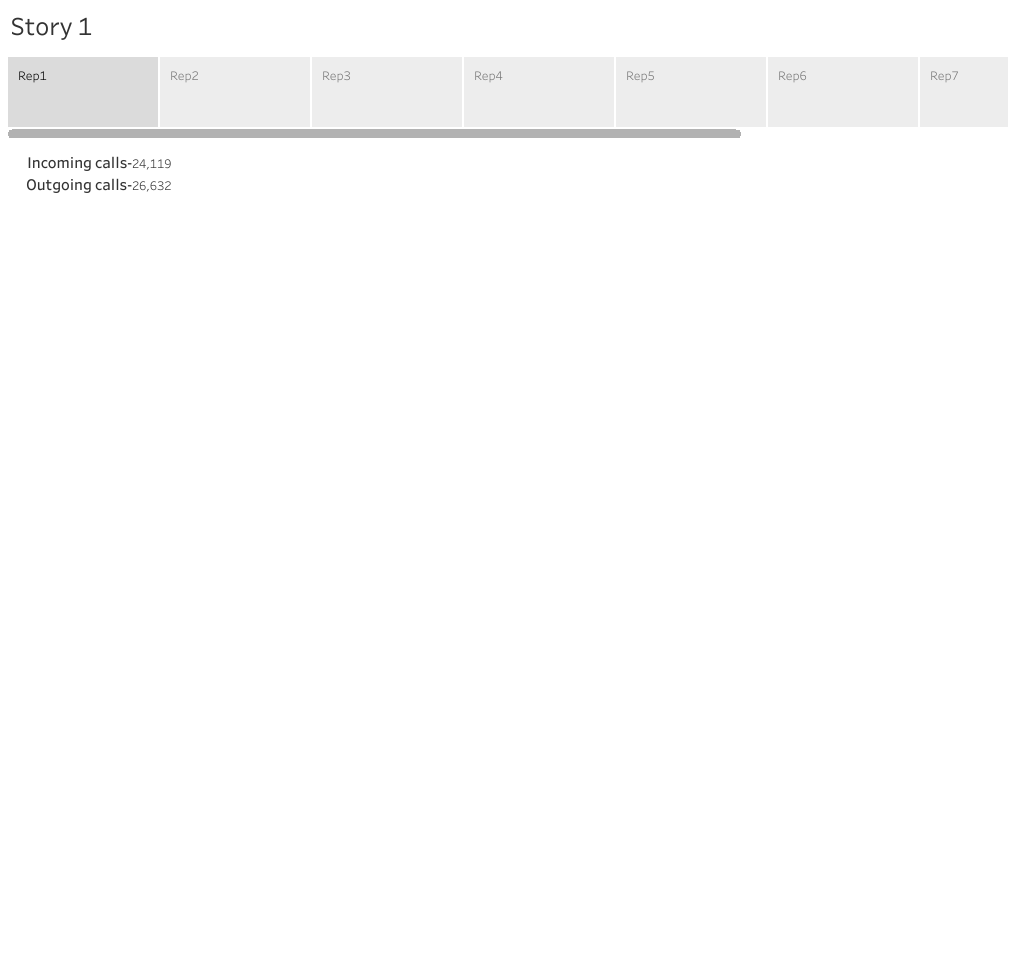 Story 1
Rep1 Rep2 Rep3 Rep4 Rep5 Rep6 Rep7
Incoming calls-24,119
Outgoing calls-26,632